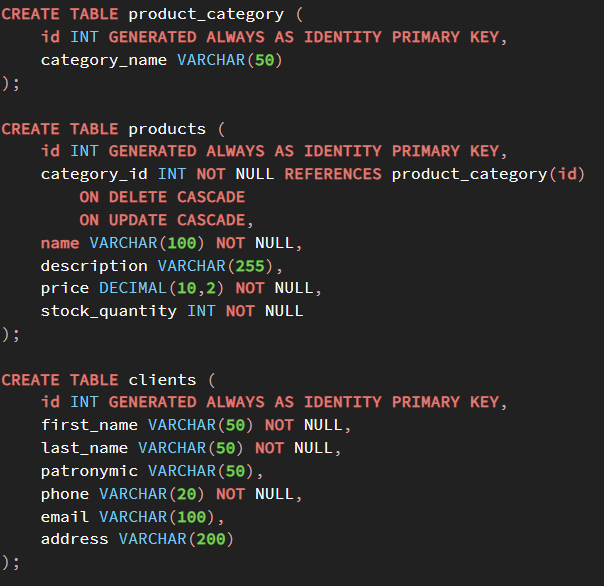 CREATE TABLE product_category (
    id INT GENERATED ALWAYS AS IDENTITY PRIMARY KEY,
    category_name VARCHAR(50)
);

CREATE TABLE products (
    id INT GENERATED ALWAYS AS IDENTITY PRIMARY KEY,
    category_id INT NOT NULL REFERENCES product_category(id)
        ON DELETE CASCADE
        ON UPDATE CASCADE,
    name VARCHAR(100) NOT NULL,
    description VARCHAR(255),
    price DECIMAL(10,2) NOT NULL,
    stock_quantity INT NOT NULL
);

CREATE TABLE clients (
    id INT GENERATED ALWAYS AS IDENTITY PRIMARY KEY,
    first_name VARCHAR(50) NOT NULL,
    last_name VARCHAR(50) NOT NULL,
    patronymic VARCHAR(50),
    phone VARCHAR(20) NOT NULL,
    email VARCHAR(100),
    address VARCHAR(200)
);